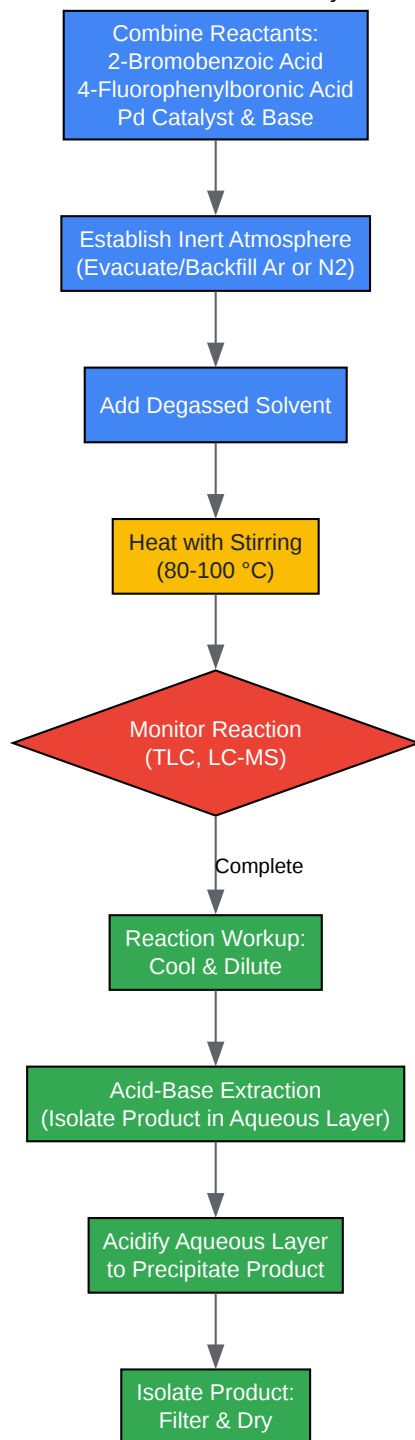 Combine Reactants:
2-Bromobenzoic Acid
4-Fluorophenylboronic Acid
Pd Catalyst & Base
Establish Inert Atmosphere
(Evacuate/Backfill Ar or N2)
Add Degassed Solvent
Heat with Stirring
(80-100 °C)
Monitor Reaction
(TLC, LC-MS)
Complete
Reaction Workup:
Cool & Dilute
Acid-Base Extraction
(Isolate Product in Aqueous Layer)
Acidify Aqueous Layer
to Precipitate Product
Isolate Product:
Filter & Dry